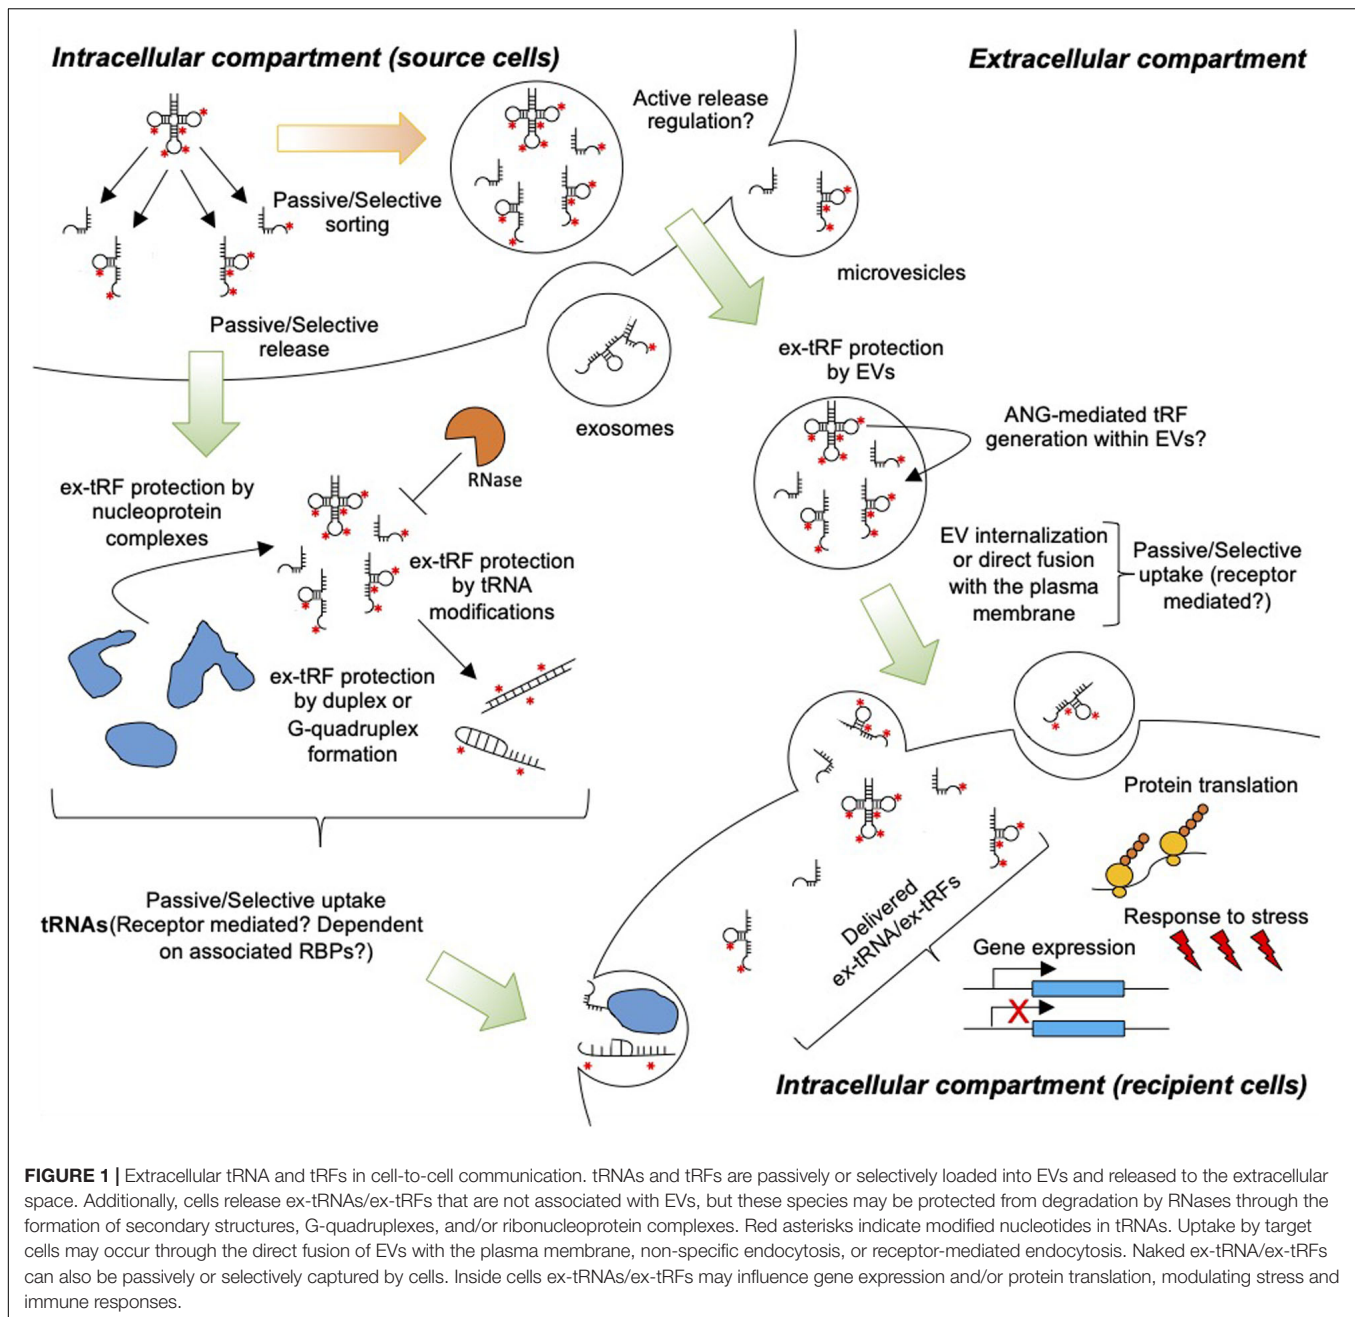 Intracellular compartment (source cells)
Extracellular compartment
Active release
regulation?
Passive/Selective
sorting
microvesicles
Passive/Selective
release
ex-tRF protection
by EVs
exosomes
ANG-mediated tRF
generation within EVs?
RNase
ex-tRF protection by
nucleoprotein
complexes
ex-tRF protection
by tRNA
modifications
EV internalization
or direct fusion
with the plasma
membrane
Passive/Selective
uptake (receptor
mediated?)
ex-tRF protection
by duplex or
G-quadruplex
formation
Protein translation
Passive/Selective uptake
tRNAs(Receptor mediated? Dependent
on associated RBPs?)
Delivered
ex-tRNA/ex-tRFs
Response to stress
Gene expression
X
Intracellular compartment (recipient cells)
FIGURE 1 | Extracellular tRNA and tRFs in cell-to-cell communication. tRNAs and tRFs are passively or selectively loaded into EVs and released to the extracellular
space. Additionally, cells release ex-tRNAs/ex-tRFs that are not associated with EVs, but these species may be protected from degradation by RNases through the
formation of secondary structures, G-quadruplexes, and/or ribonucleoprotein complexes. Red asterisks indicate modified nucleotides in tRNAs. Uptake by target
cells may occur through the direct fusion of EVs with the plasma membrane, non-specific endocytosis, or receptor-mediated endocytosis. Naked ex-tRNA/ex-tRFs
can also be passively or selectively captured by cells. Inside cells ex-tRNAs/ex-tRFs may influence gene expression and/or protein translation, modulating stress and
immune responses.